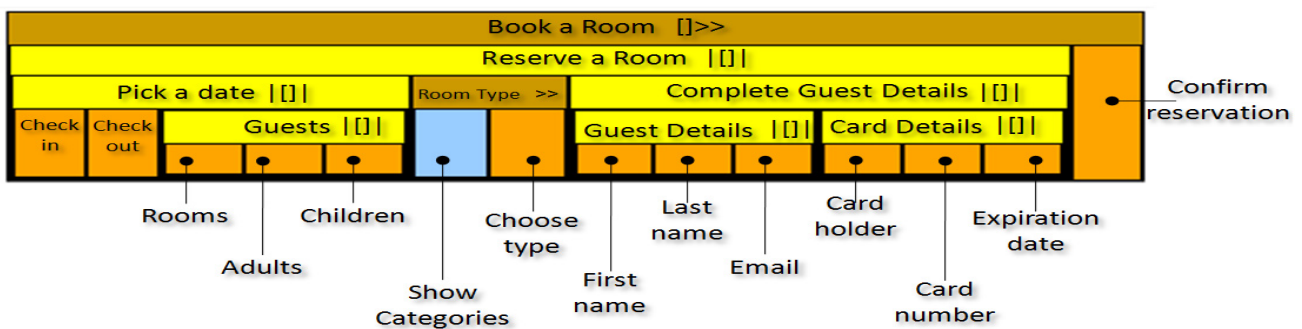 Book a Room []>>
Reserve a Room |[]|
Pick a date |[]|
Room Type >>
Complete Guest Details |[]|
Confirm
reservation
Check
in
Check
out
Guests |[]|
Guest Details |[]|
Card Details |[]|
Rooms
Children
Choose
type
Last
name
Card
holder
Expiration
date
Adults
Show
Categories
First
name
Email
Card
number